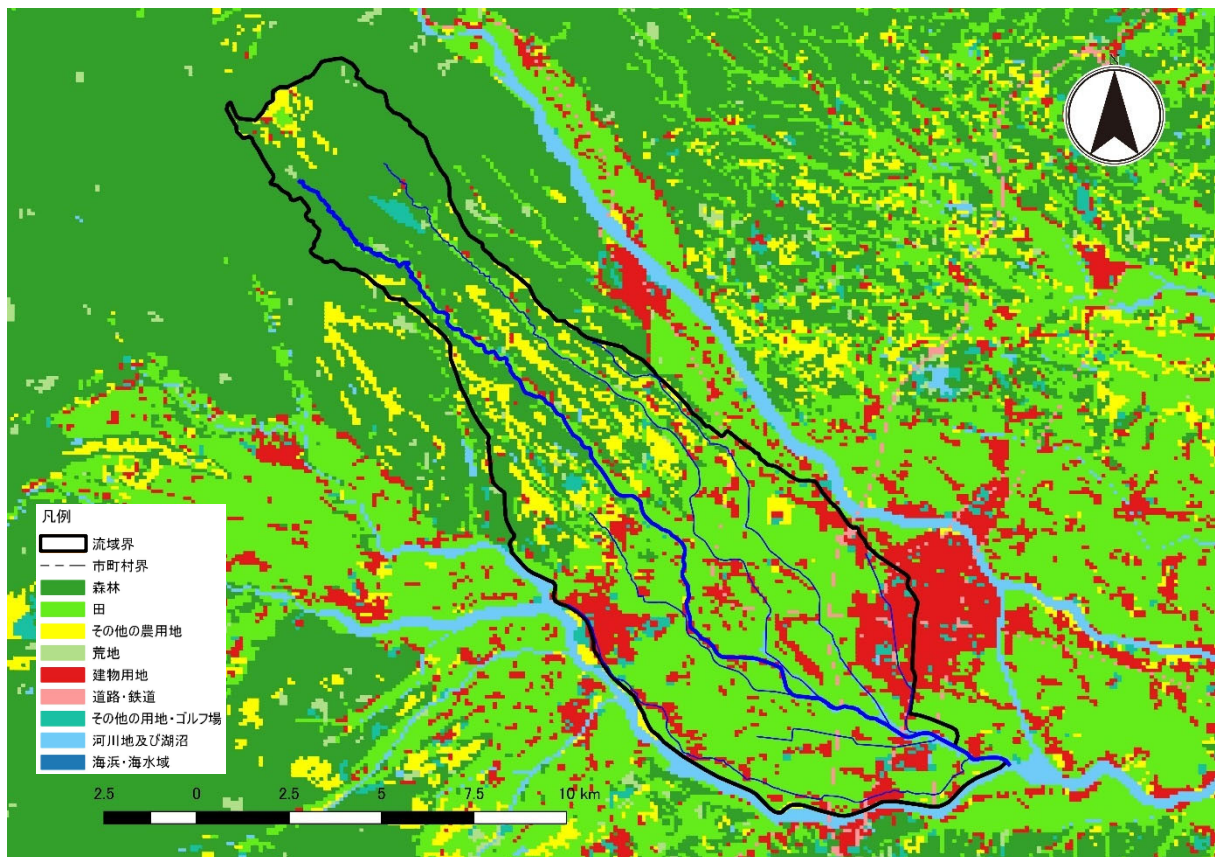 N
凡例
流域界
市町村界
森林
田
その他の農用地
荒地
建物用地
道路・鉄道
その他の用地・ゴルフ場
河川地及び湖沼
海浜・海水域
2.5 0 2.5 5 7.5 10 km